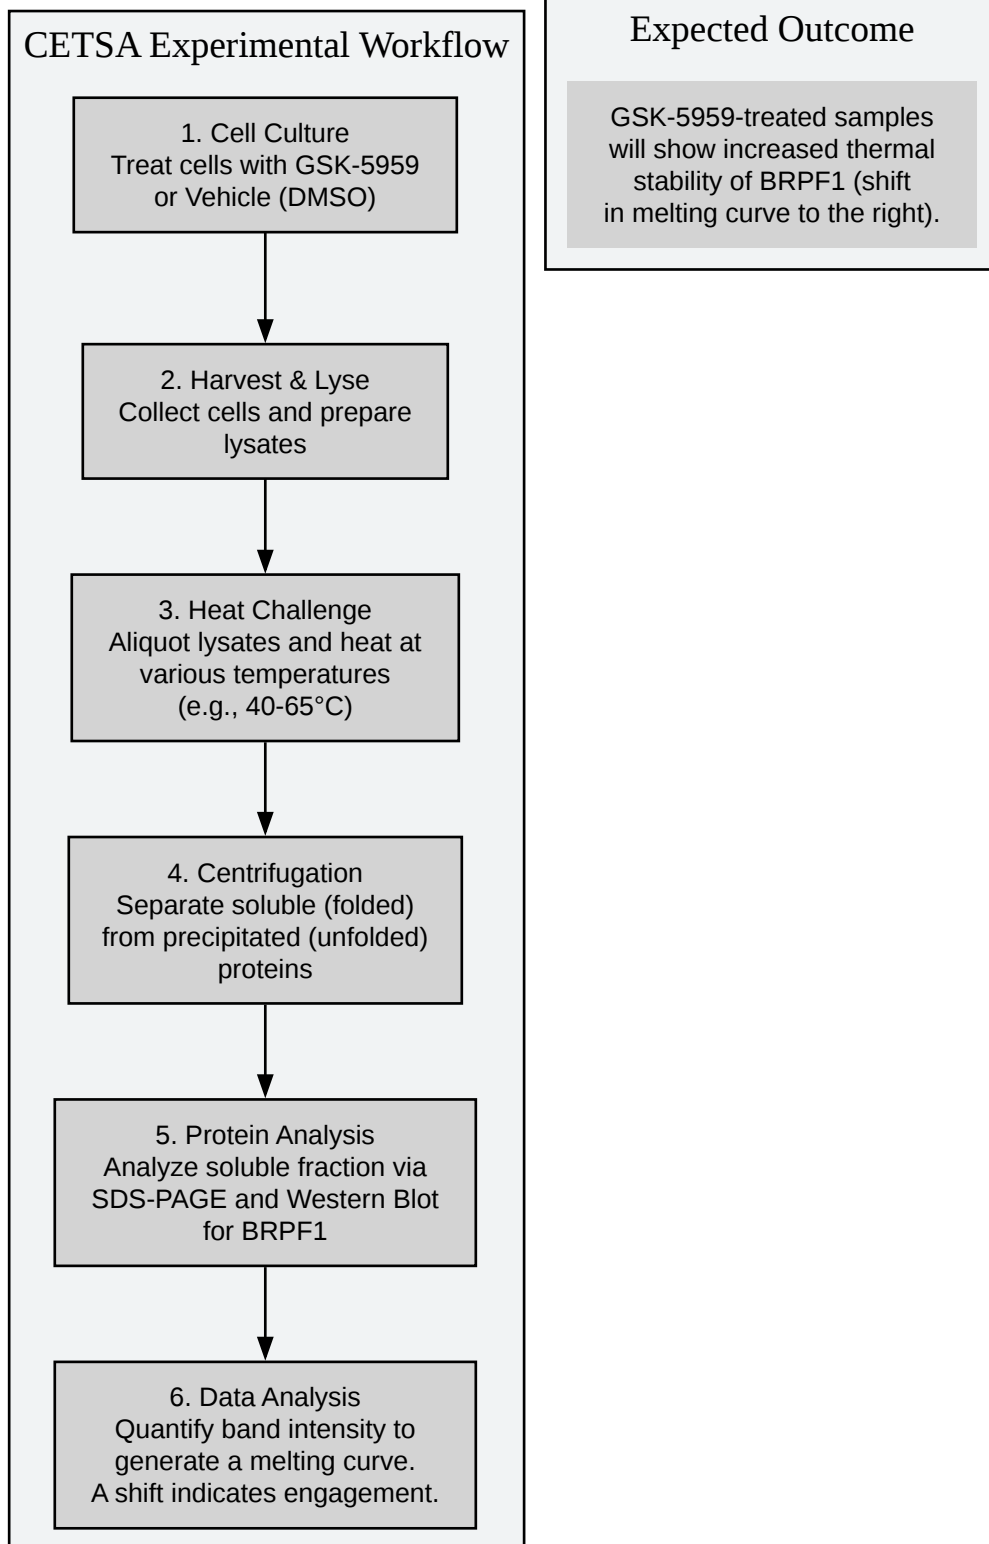 CETSA Experimental Workflow
1. Cell Culture
Treat cells with GSK-5959
or Vehicle (DMSO)
2. Harvest & Lyse
Collect cells and prepare
lysates
3. Heat Challenge
Aliquot lysates and heat at
various temperatures
(e.g., 40-65°C)
4. Centrifugation
Separate soluble (folded)
from precipitated (unfolded)
proteins
5. Protein Analysis
Analyze soluble fraction via
SDS-PAGE and Western Blot
for BRPF1
6. Data Analysis
Quantify band intensity to
generate a melting curve.
A shift indicates engagement.
Expected Outcome
GSK-5959-treated samples
will show increased thermal
stability of BRPF1 (shift
in melting curve to the right).